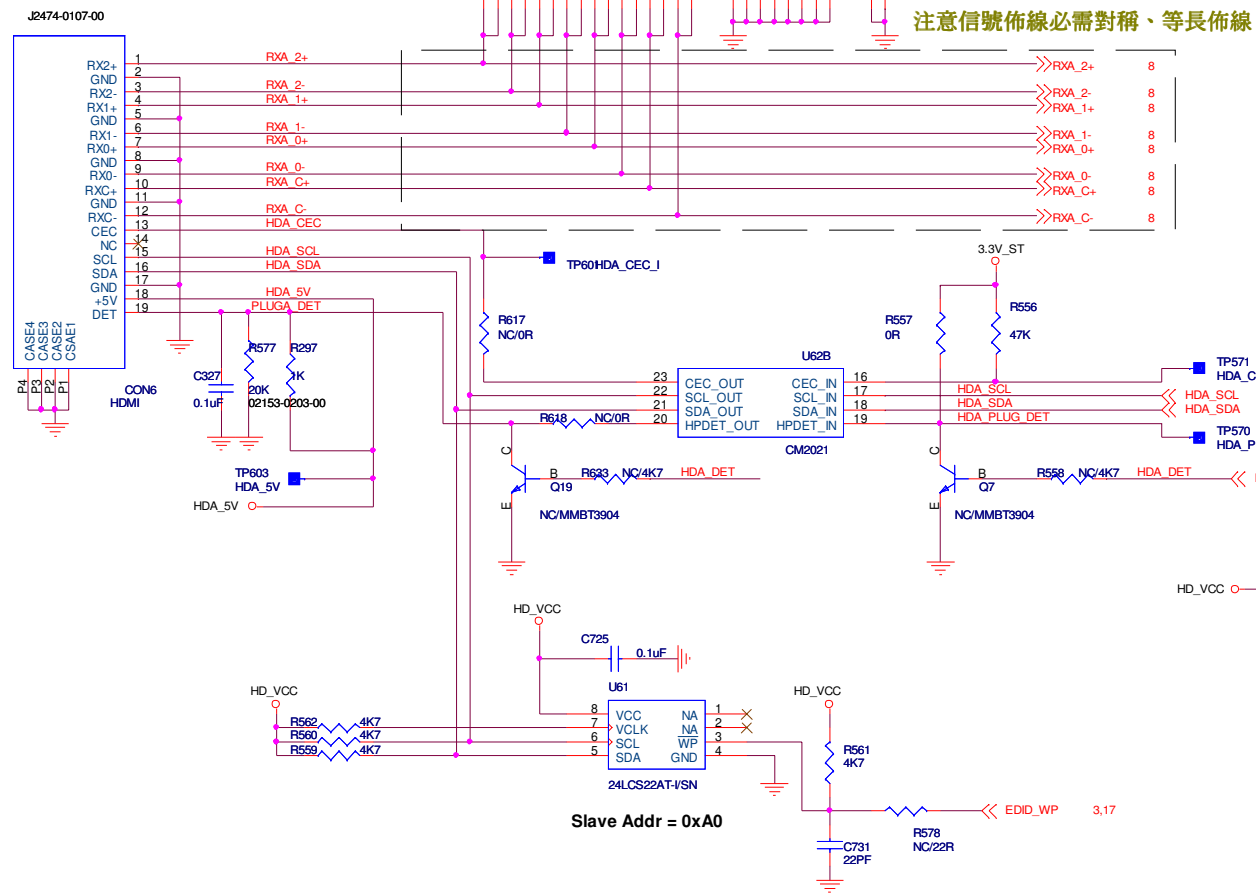 J2474-0107-00
注意信號佈線必需對稱、等長佈線
RX2+ 1 RXA_2+ RXA_2+ 8
GND 2
RX2- 3 RXA_2- RXA_2- 8
RX1+ 4 RXA_1+ RXA_1+ 8
GND 5
RX1- 6 RXA_1- RXA_1- 8
RX0+ 7 RXA_0+ RXA_0+ 8
GND 8
RX0- 9 RXA_0- RXA_0- 8
RXC+ 10 RXA_C+ RXA_C+ 8
GND 11
RXC- 12 RXA_C- RXA_C- 8
CEC 13 HDA_CEC
NC 14
SCL 15 HDA_SCL
SDA 16 HDA_SDA
GND 17
+5V 18 HDA_5V
DET 19 PLUGA_DET
CASE4
CASE3
CASE2
CSAE1
P4
P3
P2
P1
CON6
HDMI
TP601HDA_CEC_I
3.3V_ST
R617
NC/0R
R557
0R
R556
47K
R577
20K
02153-0203-00
R297
1K
C327
0.1uF
TP603
HDA_5V
HDA_5V
U62B
23 CEC_OUT CEC_IN 16
22 SCL_OUT SCL_IN 17 HDA_SCL HDA_SCL
21 SDA_OUT SDA_IN 18 HDA_SDA HDA_SDA
20 HPDET_OUT HPDET_IN 19 HDA_PLUG_DET
CM2021
R618 NC/0R
TP571
HDA_C
TP570
HDA_P
C
B
E
Q19
R633 NC/4K7 HDA_DET
NC/MMBT3904
C
B
E
Q7
R558 NC/4K7 HDA_DET
NC/MMBT3904
HD_VCC
HD_VCC
C725
0.1uF
U61
HD_VCC
R562 4K7
R560 4K7
R559 4K7
8 VCC NA 1
7 VCLK NA 2
6 SCL WP 3
5 SDA GND 4
24LCS22AT-I/SN
Slave Addr = 0xA0
HD_VCC
R561
4K7
EDID_WP 3,17
R578
NC/22R
C731
22PF